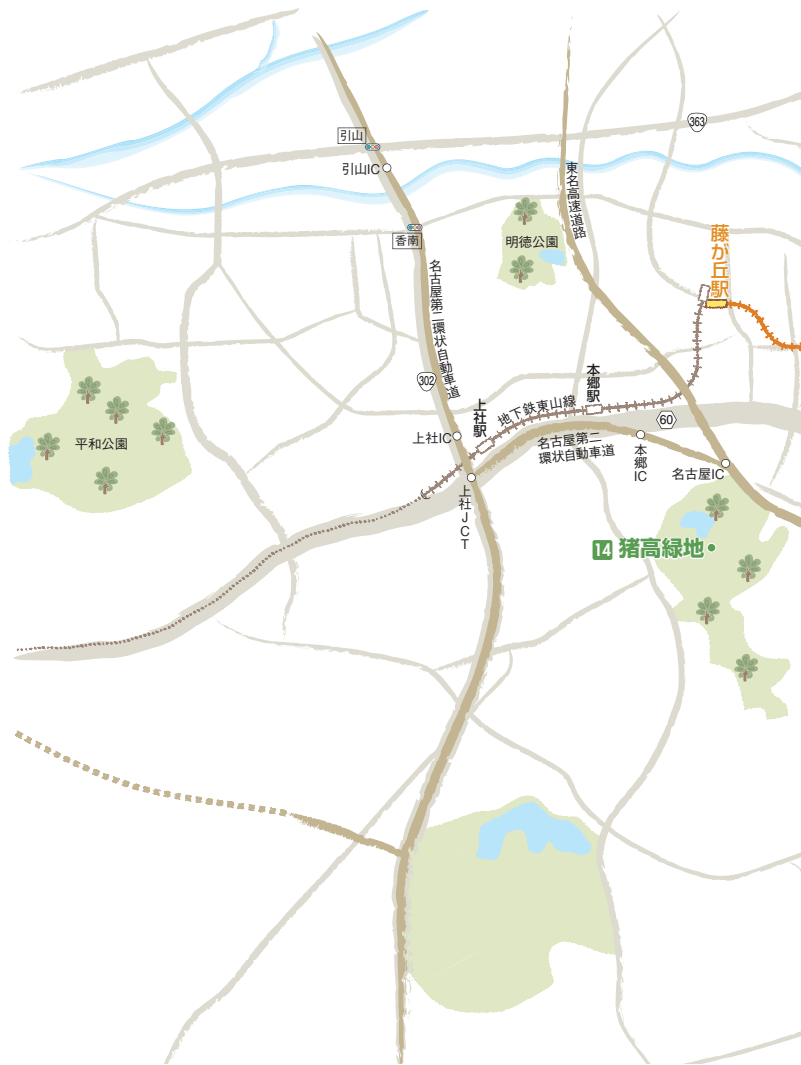 363
引山
引山IC
東名高速道路
香南
明徳公園
藤が丘駅
名古屋第二環状自動車道
302
本郷駅
上社駅
地下鉄東山線
60
上社IC
名古屋第二
環状自動車道
本郷IC
平和公園
名古屋IC
上社JCT
14 猪高緑地